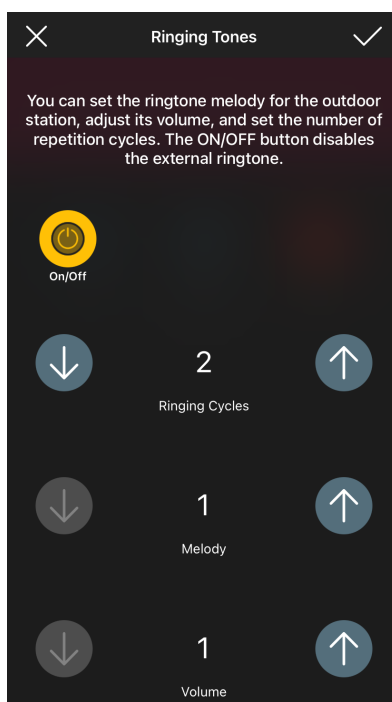 Ringing Tones
You can set the ringtone melody for the outdoor
station, adjust its volume, and set the number of
repetition cycles. The ON/OFF button disables
the external ringtone.
On/Off
2
Ringing Cycles
1
Melody
1
Volume